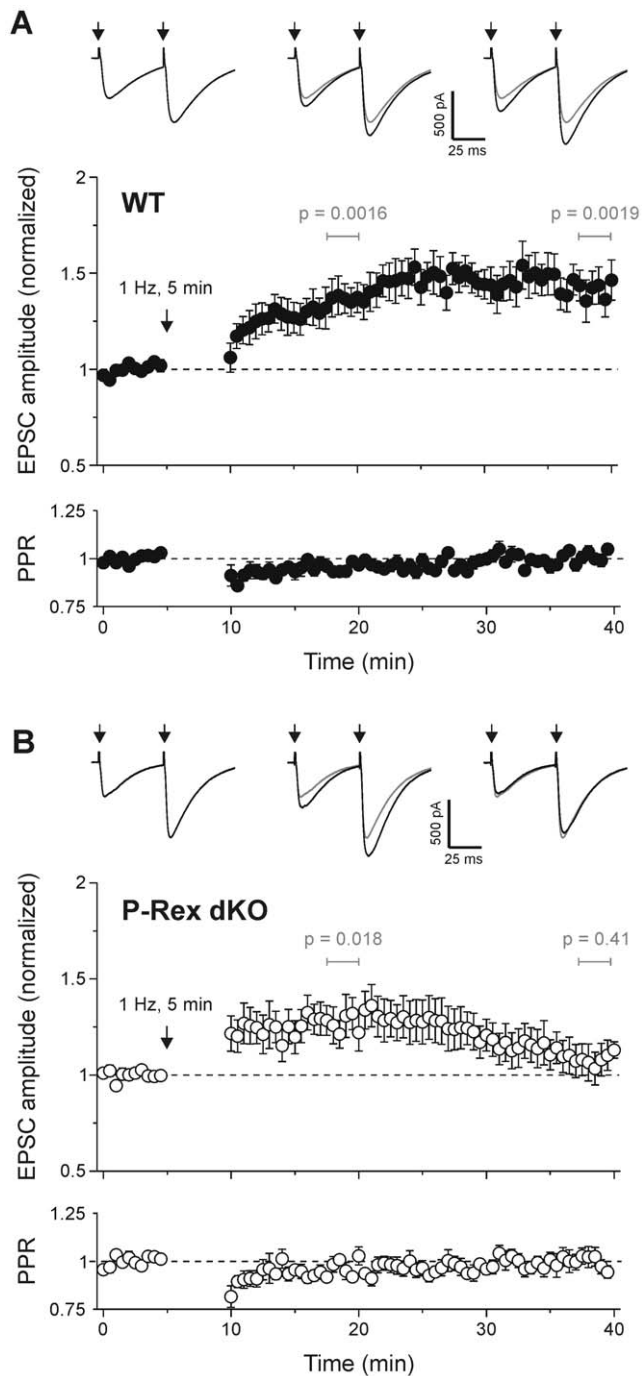 A
500 pA
25 ms
WT
p = 0.0016
p = 0.0019
1 Hz, 5 min
EPSC amplitude (normalized)
2
1.5
1
0.5
PPR
1.25
1
0.75
0
10
20
30
40
Time (min)
B
500 pA
25 ms
P-Rex dKO
p = 0.018
p = 0.41
1 Hz, 5 min
EPSC amplitude (normalized)
2
1.5
1
0.5
PPR
1.25
1
0.75
0
10
20
30
40
Time (min)